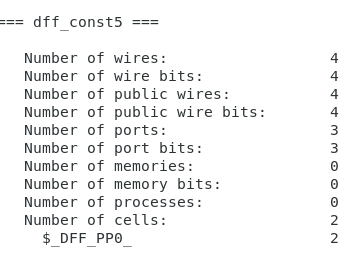 === dff_const5 ===
Number of wires: 4
Number of wire bits: 4
Number of public wires: 4
Number of public wire bits: 4
Number of ports: 3
Number of port bits: 3
Number of memories: 0
Number of memory bits: 0
Number of processes: 0
Number of cells: 2
$_DFF_PP0_ 2